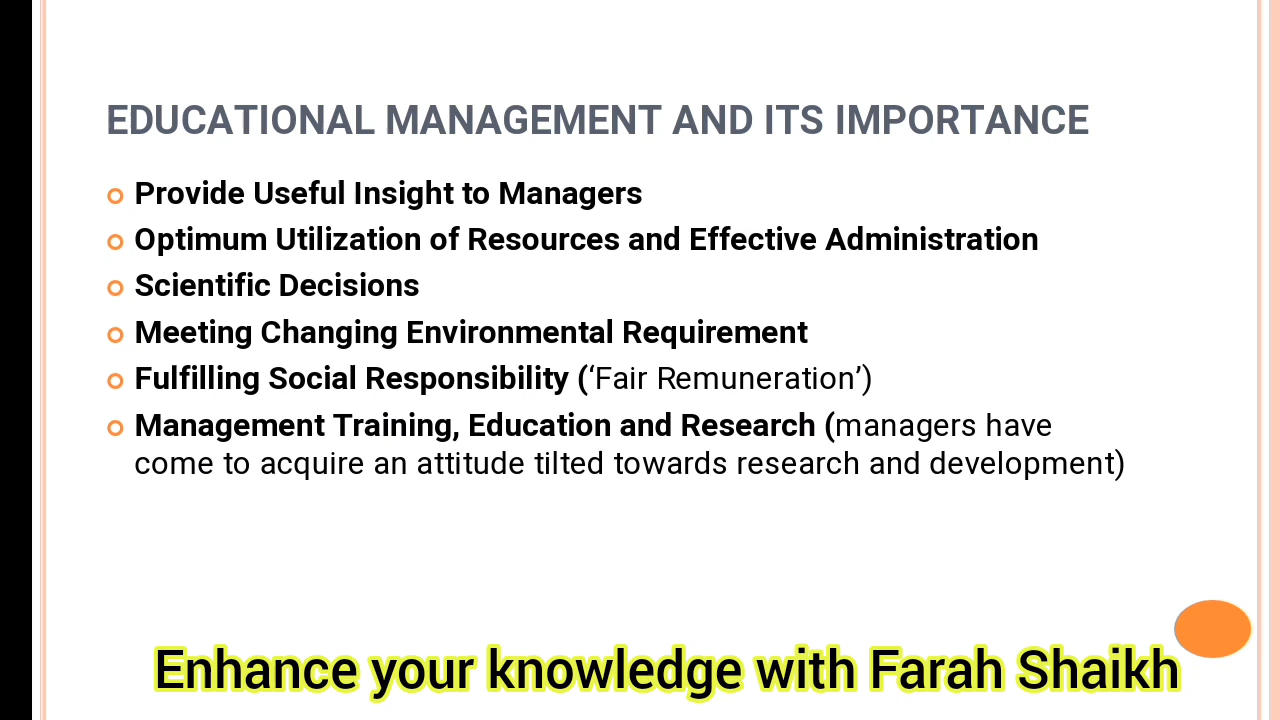 EDUCATIONAL MANAGEMENT AND ITS IMPORTANCE
Provide Useful Insight to Managers
Optimum Utilization of Resources and Effective Administration
Scientific Decisions
Meeting Changing Environmental Requirement
Fulfilling Social Responsibility (‘Fair Remuneration’)
Management Training, Education and Research (managers have
come to acquire an attitude tilted towards research and development)
Enhance your knowledge with Farah Shaikh